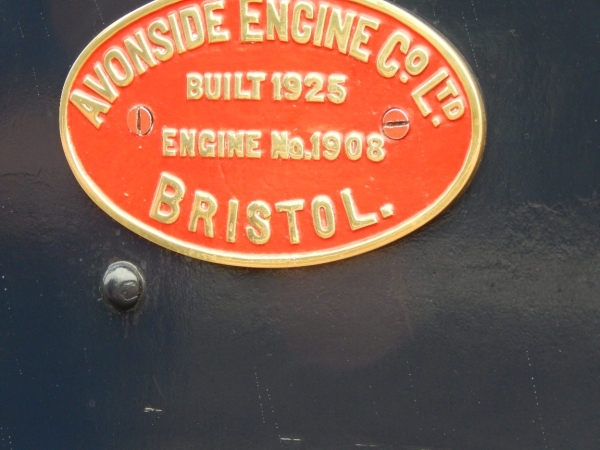 AVONSIDE ENGINE CO. LTD
BUILT 1925
ENGINE No. 1908
BRISTOL.